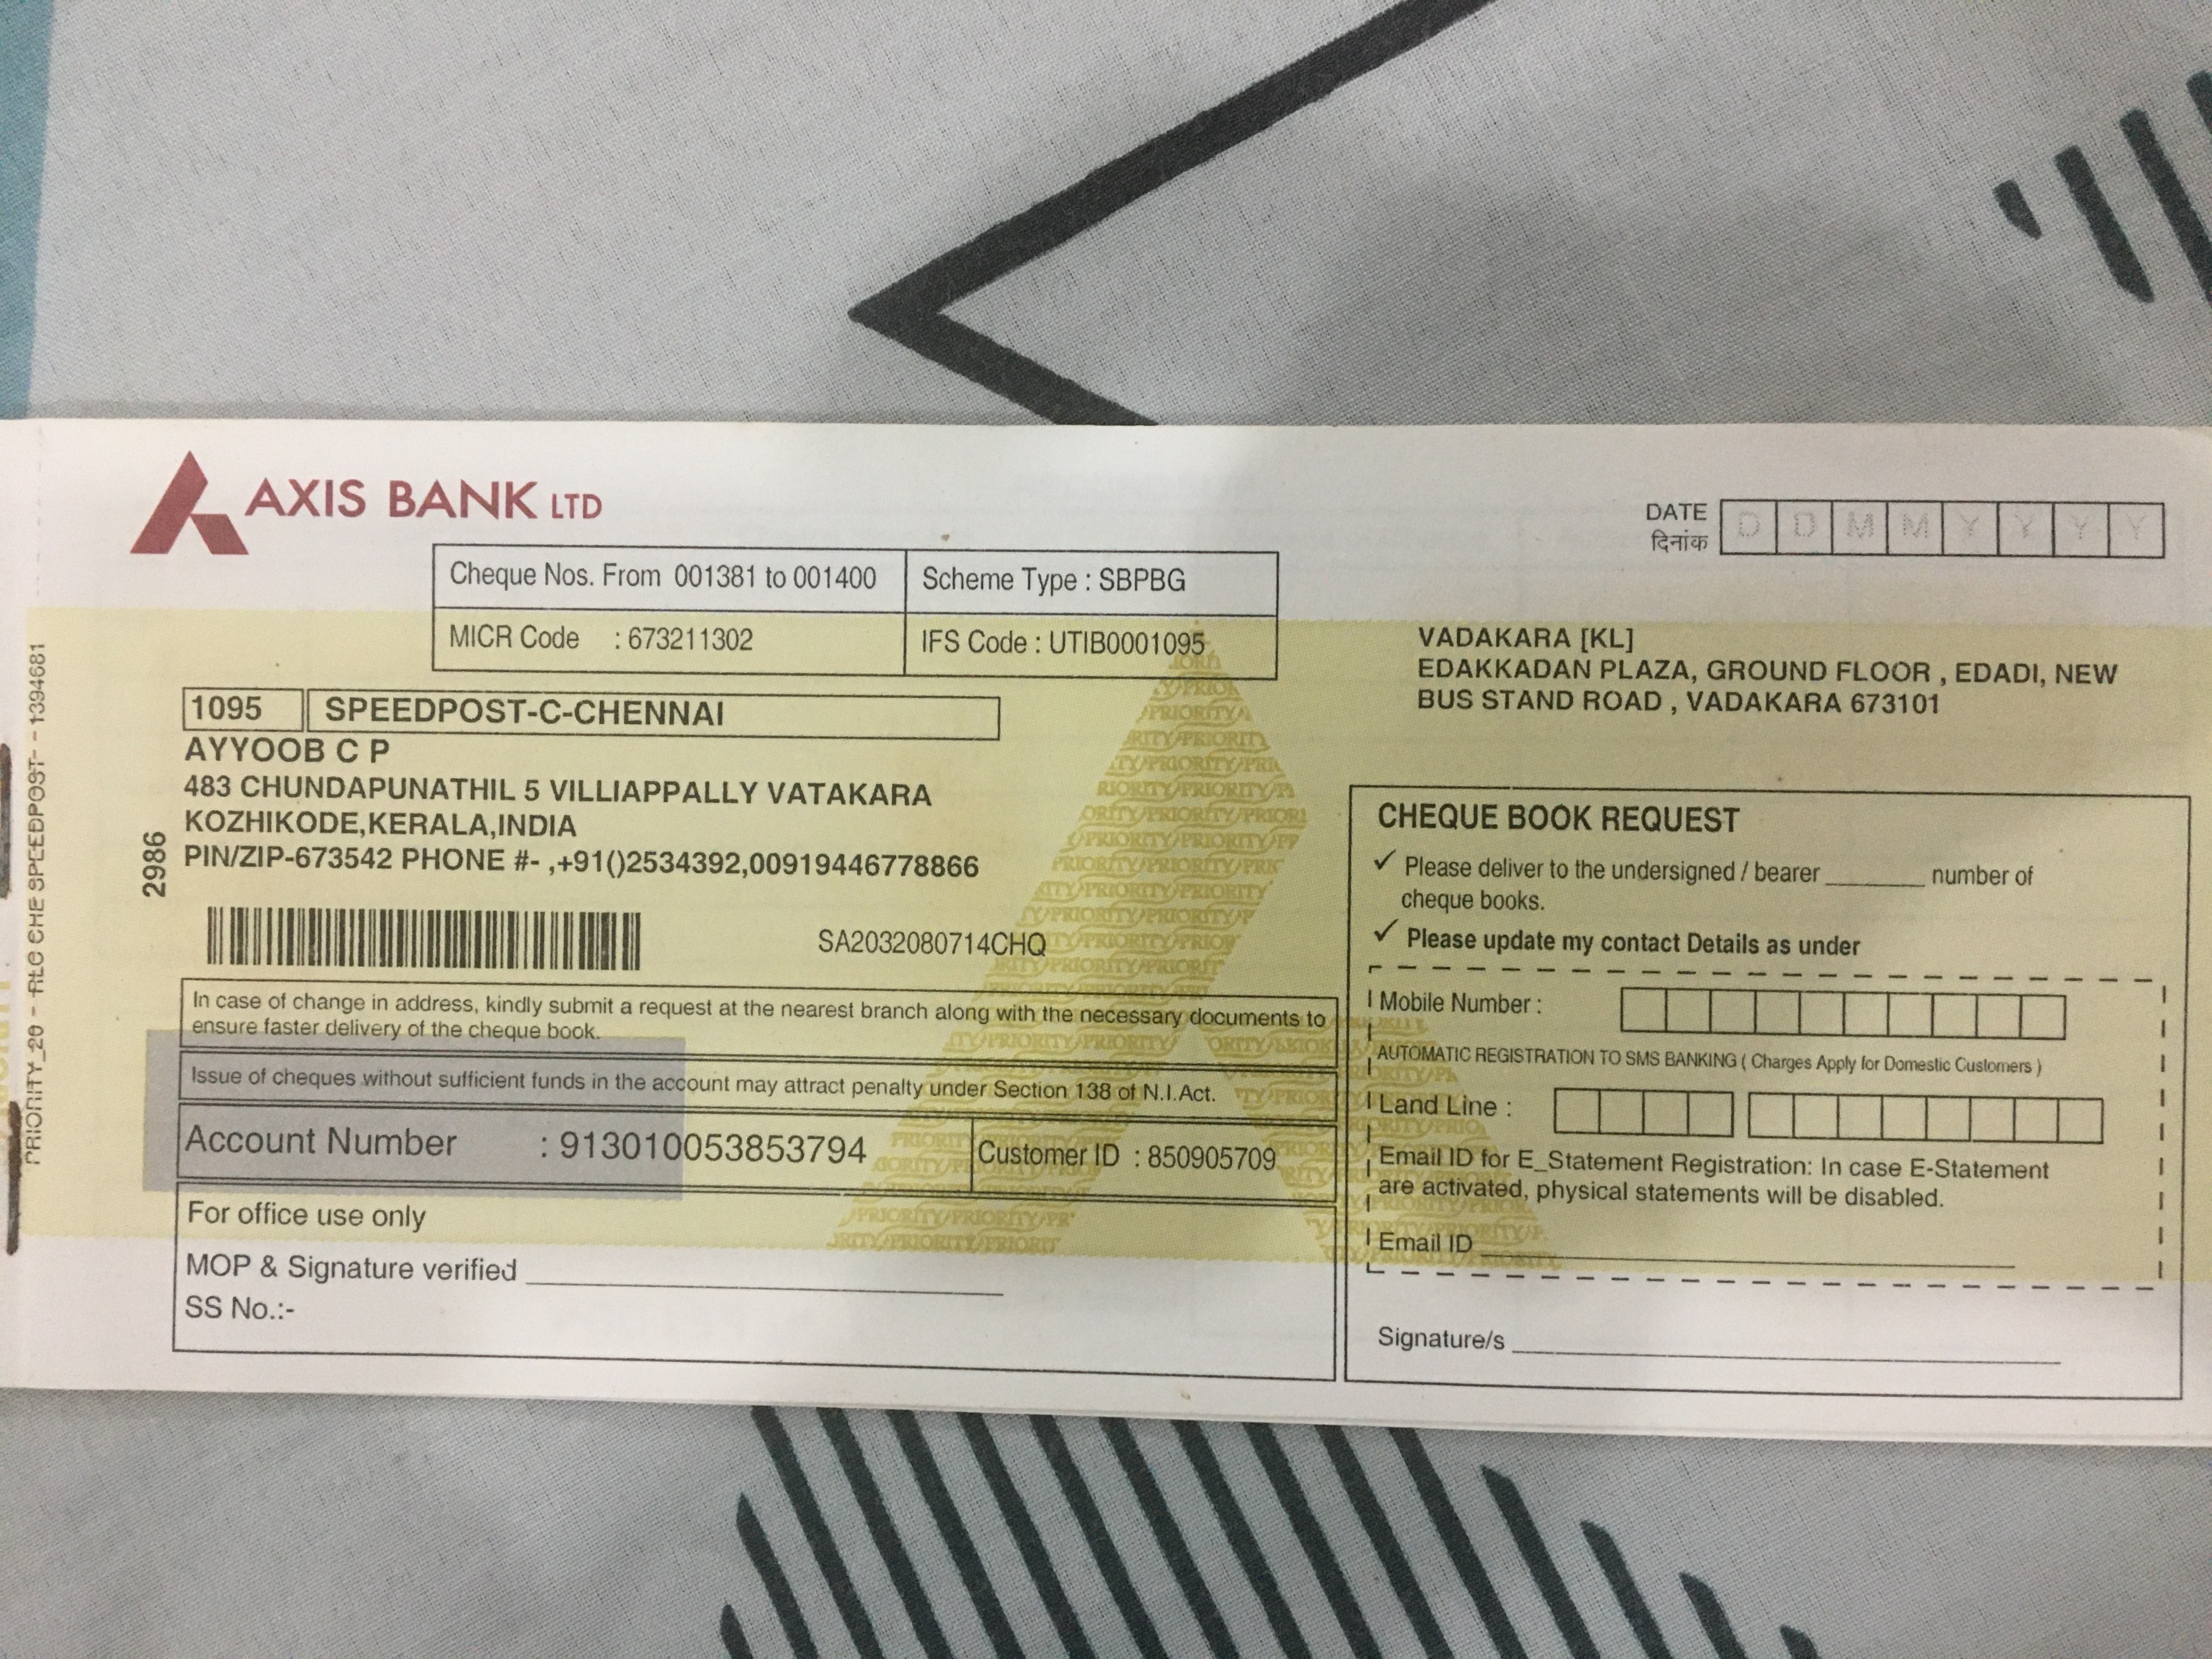 PRIORITY_20 - RLC CHE SPEEDPOST- - 1394681
AXIS BANK LTD
DATE
दिनांक
D D M M Y Y Y Y
Cheque Nos. From 001381 to 001400
Scheme Type : SBPBG
MICR Code : 673211302
IFS Code : UTIB0001095
VADAKARA [KL]
EDAKKADAN PLAZA, GROUND FLOOR , EDADI, NEW
BUS STAND ROAD , VADAKARA 673101
1095 SPEEDPOST-C-CHENNAI
AYYOOB C P
483 CHUNDAPUNATHIL 5 VILLIAPPALLY VATAKARA
KOZHIKODE,KERALA,INDIA
PIN/ZIP-673542 PHONE #- ,+91()2534392,00919446778866
2986
SA2032080714CHQ
In case of change in address, kindly submit a request at the nearest branch along with the necessary documents to
ensure faster delivery of the cheque book.
Issue of cheques without sufficient funds in the account may attract penalty under Section 138 of N.I.Act.
Account Number : 913010053853794
Customer ID : 850905709
For office use only
MOP & Signature verified
SS No.:-
CHEQUE BOOK REQUEST
✓ Please deliver to the undersigned / bearer ________ number of
cheque books.
✓ Please update my contact Details as under
Mobile Number :
AUTOMATIC REGISTRATION TO SMS BANKING ( Charges Apply for Domestic Customers )
Land Line :
Email ID for E_Statement Registration: In case E-Statement
are activated, physical statements will be disabled.
Email ID
Signature/s